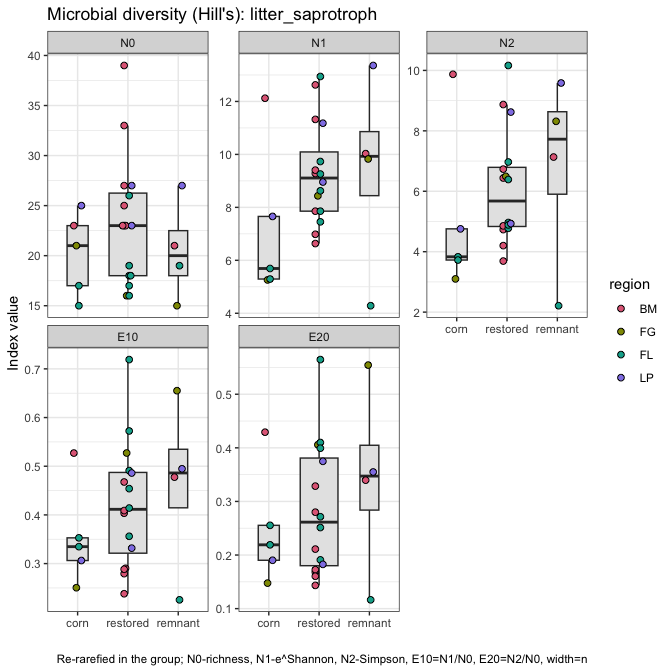 Microbial diversity (Hill's): litter_saprotroph
N0
N1
N2
40
35
30
25
20
15
12
10
8
6
4
10
8
6
4
2
corn restored remnant
Index value
region
BM
FG
FL
LP
E10
E20
0.7
0.6
0.5
0.4
0.3
0.5
0.4
0.3
0.2
0.1
corn restored remnant
corn restored remnant
Re-rarefied in the group; N0-richness, N1-e^Shannon, N2-Simpson, E10=N1/N0, E20=N2/N0, width=n